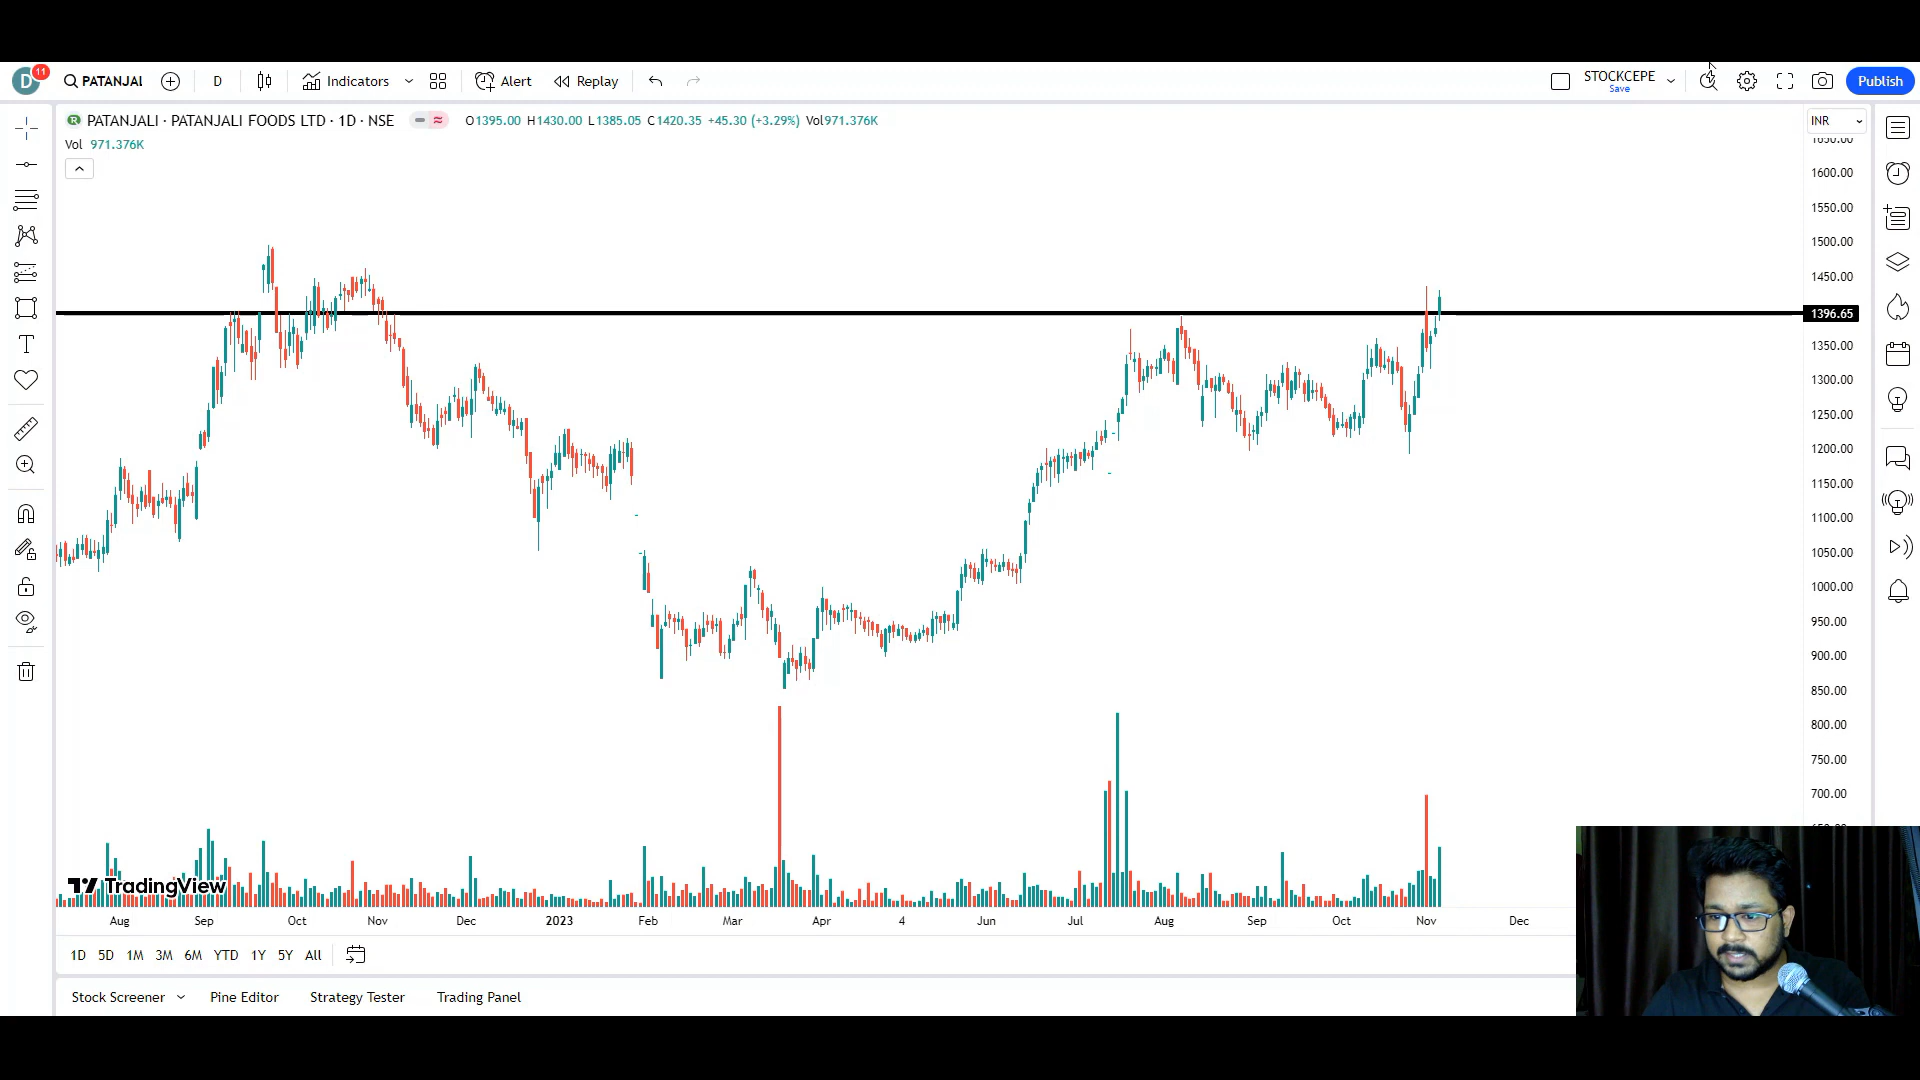 D 11 PATANJAL D Indicators Alert Replay STOCKCEPE Save Publish
PATANJALI · PATANJALI FOODS LTD · 1D · NSE O1395.00 H1430.00 L1385.05 C1420.35 +45.30 (+3.29%) Vol971.376K INR
Vol 971.376K
1650.00
1600.00
1550.00
1500.00
1450.00
1396.65
1350.00
1300.00
1250.00
1200.00
1150.00
1100.00
1050.00
1000.00
950.00
900.00
850.00
800.00
750.00
700.00
TradingView
Aug Sep Oct Nov Dec 2023 Feb Mar Apr 4 Jun Jul Aug Sep Oct Nov Dec
1D 5D 1M 3M 6M YTD 1Y 5Y All
Stock Screener Pine Editor Strategy Tester Trading Panel